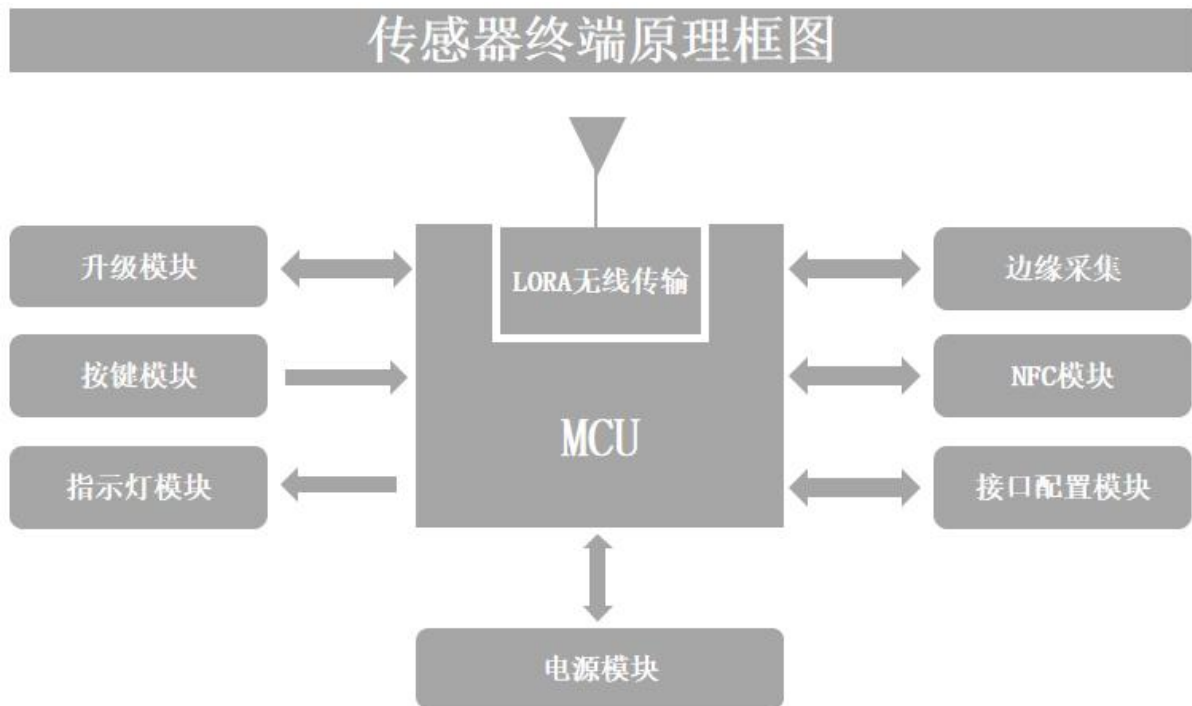 传感器终端原理框图
升级模块
LORA无线传输
边缘采集
按键模块
NFC模块
MCU
指示灯模块
接口配置模块
电源模块